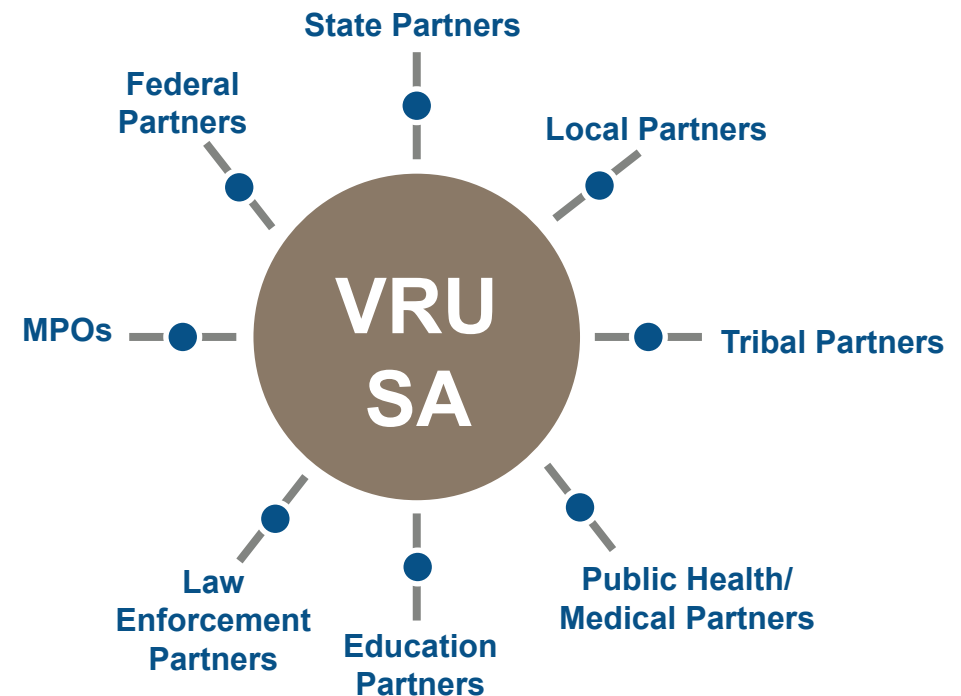 State Partners
Federal
Partners
Local Partners
VRU
SA
MPOs
Tribal Partners
Law
Enforcement
Partners
Education
Partners
Public Health/
Medical Partners